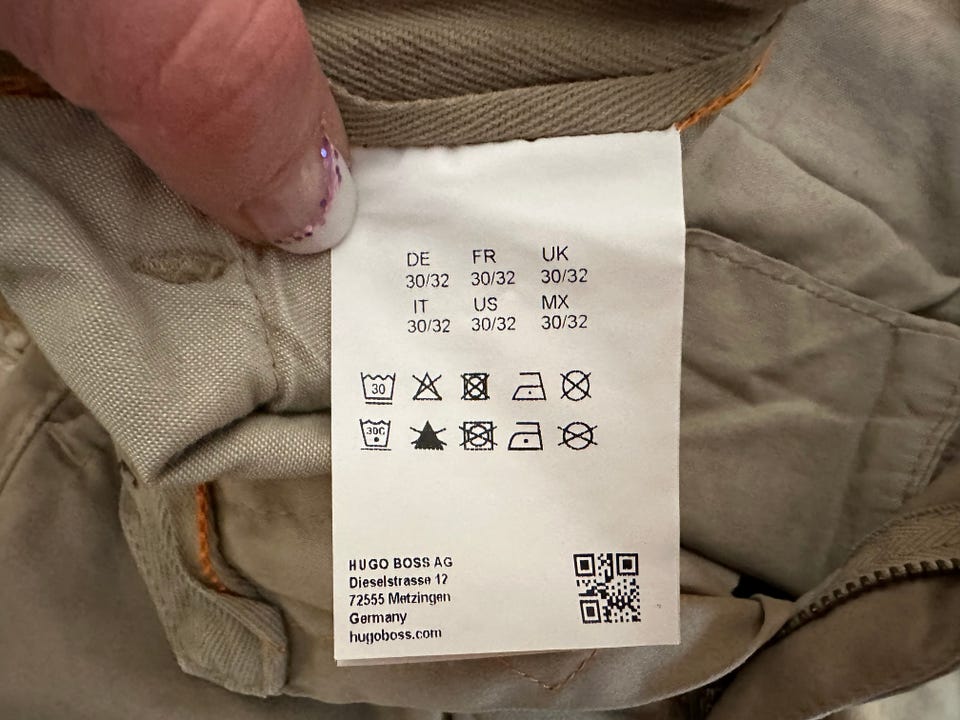 DE FR UK
30/32 30/32 30/32
IT US MX
30/32 30/32 30/32
30
30C
HUGO BOSS AG
Dieselstrasse 12
72555 Metzingen
Germany
hugoboss.com